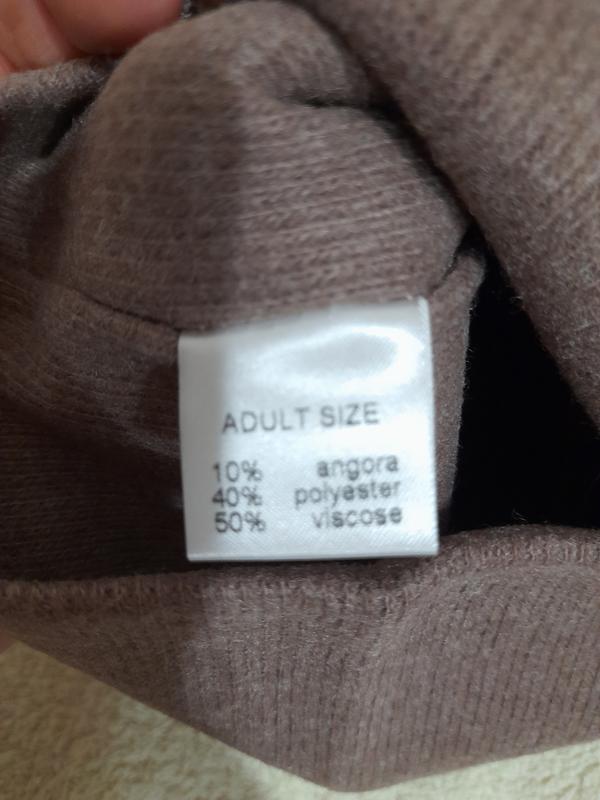 ADULT SIZE
10% angora
40% polyester
50% viscose